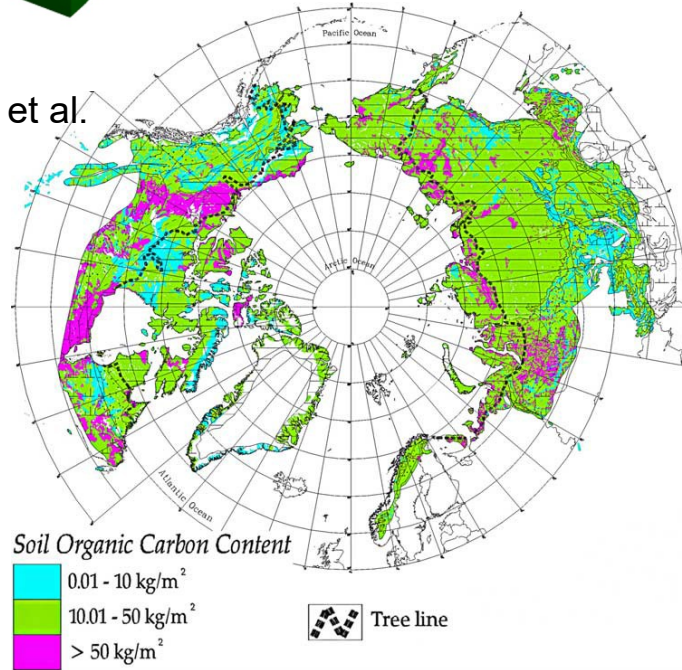 et al.
Pacific Ocean
Arctic Ocean
Atlantic Ocean
Soil Organic Carbon Content
0.01 - 10 kg/m²
10.01 - 50 kg/m²
> 50 kg/m²
Tree line